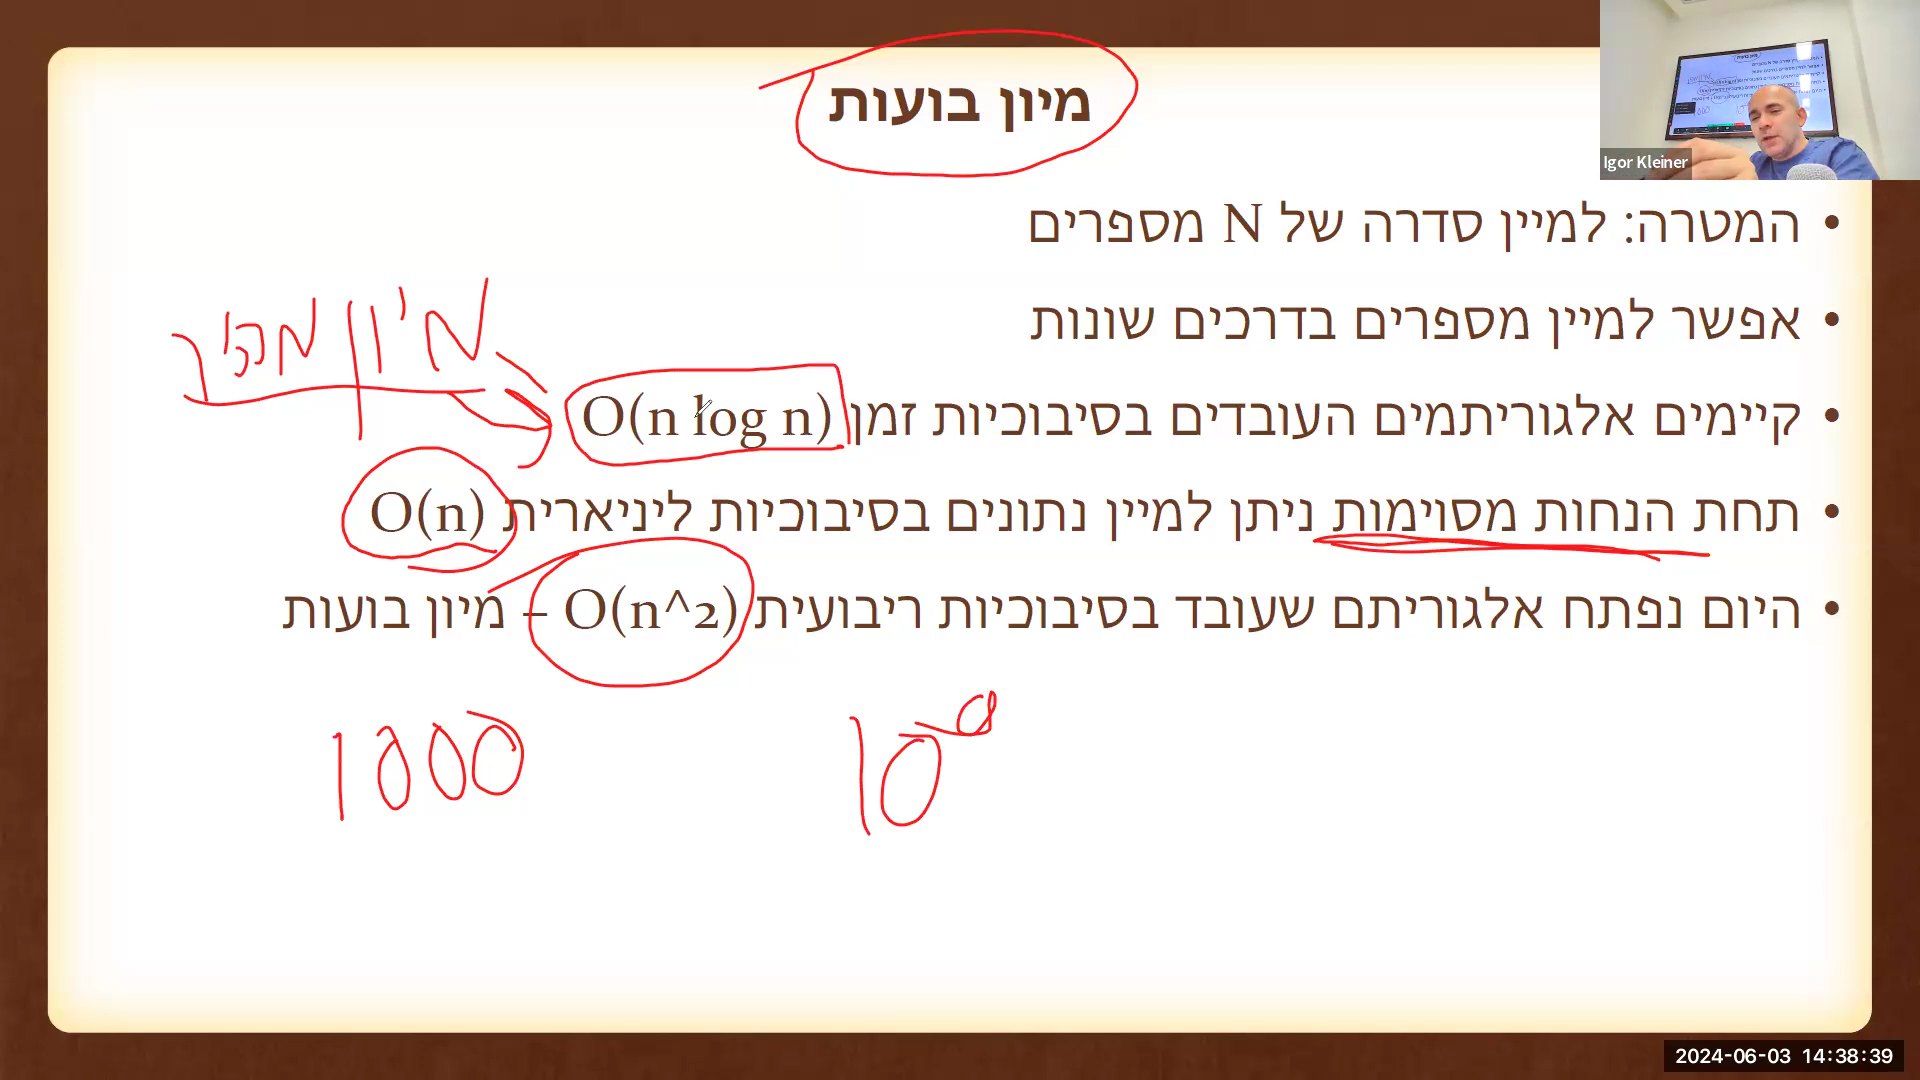 מיון בועות
• המטרה: למיין סדרה של N מספרים
• אפשר למיין מספרים בדרכים שונות
• קיימים אלגוריתמים העובדים בסיבוכיות זמן O(n log n)
מיון מהיר
• תחת הנחות מסוימות ניתן למיין נתונים בסיבוכיות ליניארית O(n)
• היום נפתח אלגוריתם שעובד בסיבוכיות ריבועית O(n^2) – מיון בועות
1000
10
Igor Kleiner
2024-06-03 14:38:39